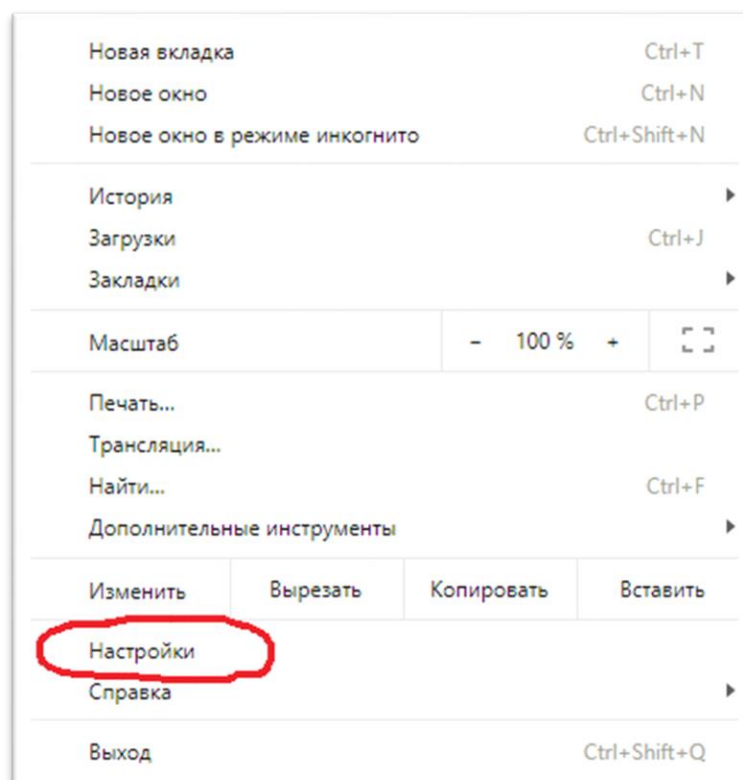 Новая вкладка Ctrl+T
Новое окно Ctrl+N
Новое окно в режиме инкогнито Ctrl+Shift+N
История
Загрузки Ctrl+J
Закладки
Масштаб - 100 % +
Печать... Ctrl+P
Трансляция...
Найти... Ctrl+F
Дополнительные инструменты
Изменить Вырезать Копировать Вставить
Настройки
Справка
Выход Ctrl+Shift+Q